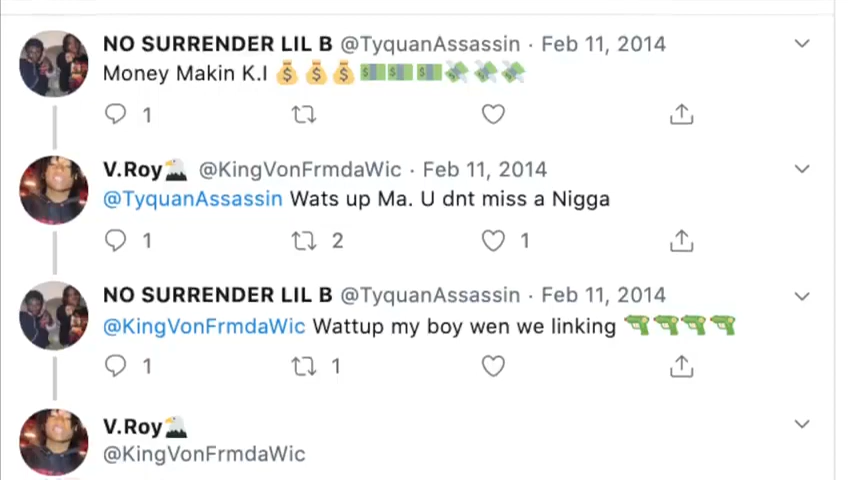 NO SURRENDER LIL B @TyquanAssassin · Feb 11, 2014
Money Makin K.I 💰💰💰💵💵💵💸💸💸
1
V.Roy🦅 @KingVonFrmdaWic · Feb 11, 2014
@TyquanAssassin Wats up Ma. U dnt miss a Nigga
1 2 1
NO SURRENDER LIL B @TyquanAssassin · Feb 11, 2014
@KingVonFrmdaWic Wattup my boy wen we linking 🔫🔫🔫🔫
1 1
V.Roy🦅
@KingVonFrmdaWic